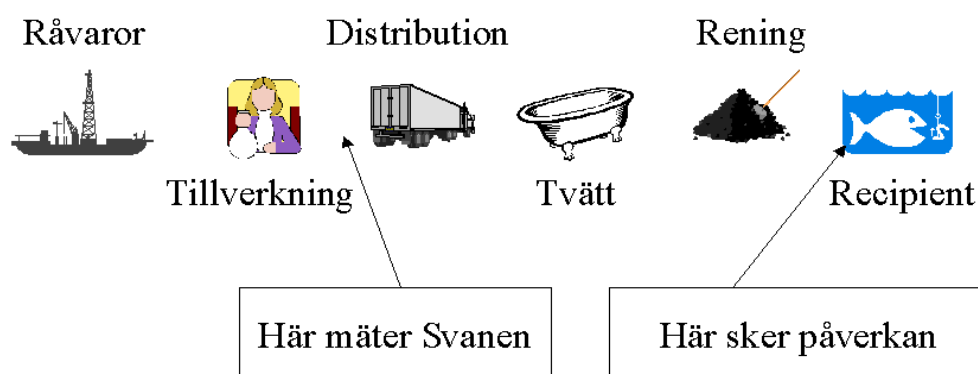 Råvaror
Distribution
Rening
Tillverkning
Tvätt
Recipient
Här mäter Svanen
Här sker påverkan